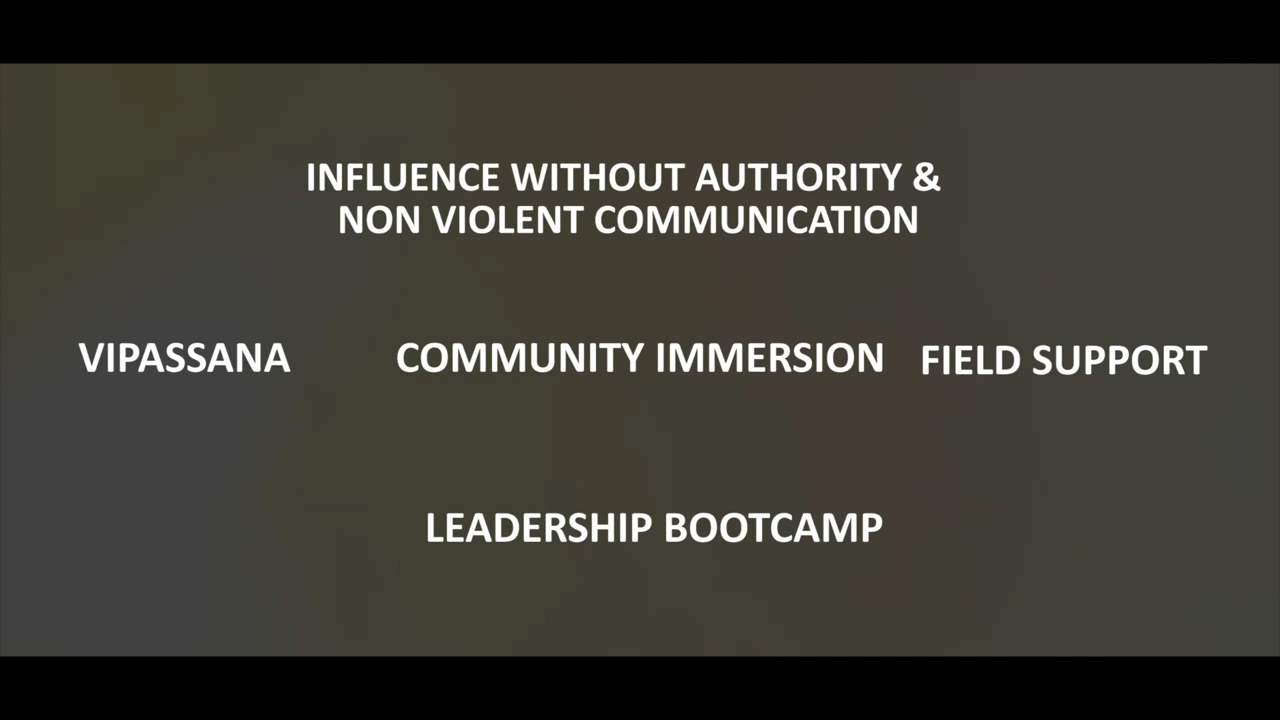 INFLUENCE WITHOUT AUTHORITY &
NON VIOLENT COMMUNICATION
VIPASSANA
COMMUNITY IMMERSION
FIELD SUPPORT
LEADERSHIP BOOTCAMP